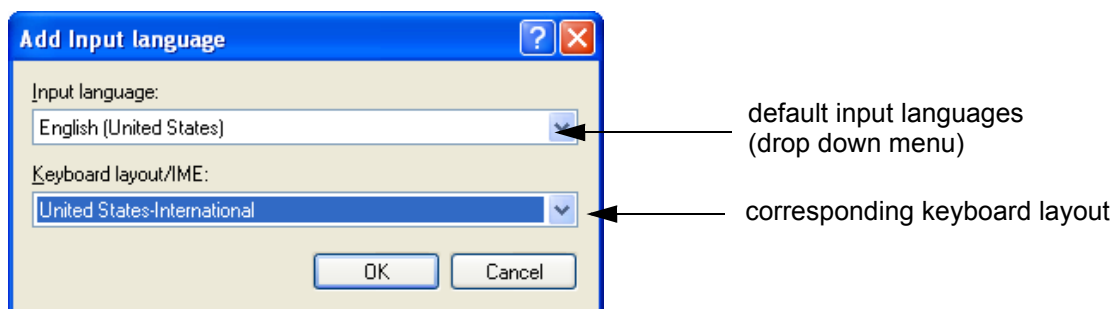 Add Input language
Input language:
English (United States)
default input languages
(drop down menu)
Keyboard layout/IME:
United States-International
corresponding keyboard layout
OK Cancel